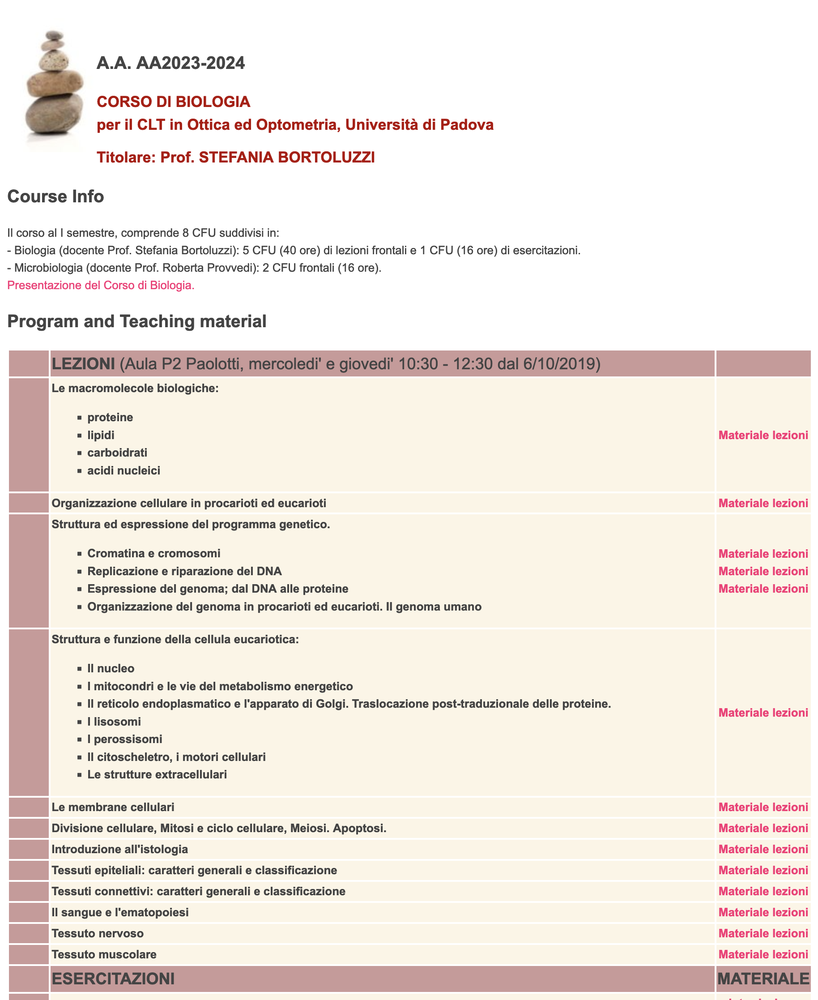 A.A. AA2023-2024
CORSO DI BIOLOGIA
per il CLT in Ottica ed Optometria, Università di Padova
Titolare: Prof. STEFANIA BORTOLUZZI
Course Info
Il corso al I semestre, comprende 8 CFU suddivisi in:
- Biologia (docente Prof. Stefania Bortoluzzi): 5 CFU (40 ore) di lezioni frontali e 1 CFU (16 ore) di esercitazioni.
- Microbiologia (docente Prof. Roberta Provvedi): 2 CFU frontali (16 ore).
Presentazione del Corso di Biologia.
Program and Teaching material
LEZIONI (Aula P2 Paolotti, mercoledi' e giovedi' 10:30 - 12:30 dal 6/10/2019)
Le macromolecole biologiche:
▪ proteine
▪ lipidi Materiale lezioni
▪ carboidrati
▪ acidi nucleici
Organizzazione cellulare in procarioti ed eucarioti Materiale lezioni
Struttura ed espressione del programma genetico.
▪ Cromatina e cromosomi Materiale lezioni
▪ Replicazione e riparazione del DNA Materiale lezioni
▪ Espressione del genoma; dal DNA alle proteine Materiale lezioni
▪ Organizzazione del genoma in procarioti ed eucarioti. Il genoma umano
Struttura e funzione della cellula eucariotica:
▪ Il nucleo
▪ I mitocondri e le vie del metabolismo energetico
▪ Il reticolo endoplasmatico e l'apparato di Golgi. Traslocazione post-traduzionale delle proteine.
Materiale lezioni
▪ I lisosomi
▪ I perossisomi
▪ Il citoscheletro, i motori cellulari
▪ Le strutture extracellulari
Le membrane cellulari Materiale lezioni
Divisione cellulare, Mitosi e ciclo cellulare, Meiosi. Apoptosi. Materiale lezioni
Introduzione all'istologia Materiale lezioni
Tessuti epiteliali: caratteri generali e classificazione Materiale lezioni
Tessuti connettivi: caratteri generali e classificazione Materiale lezioni
Il sangue e l'ematopoiesi Materiale lezioni
Tessuto nervoso Materiale lezioni
Tessuto muscolare Materiale lezioni
ESERCITAZIONI MATERIALE